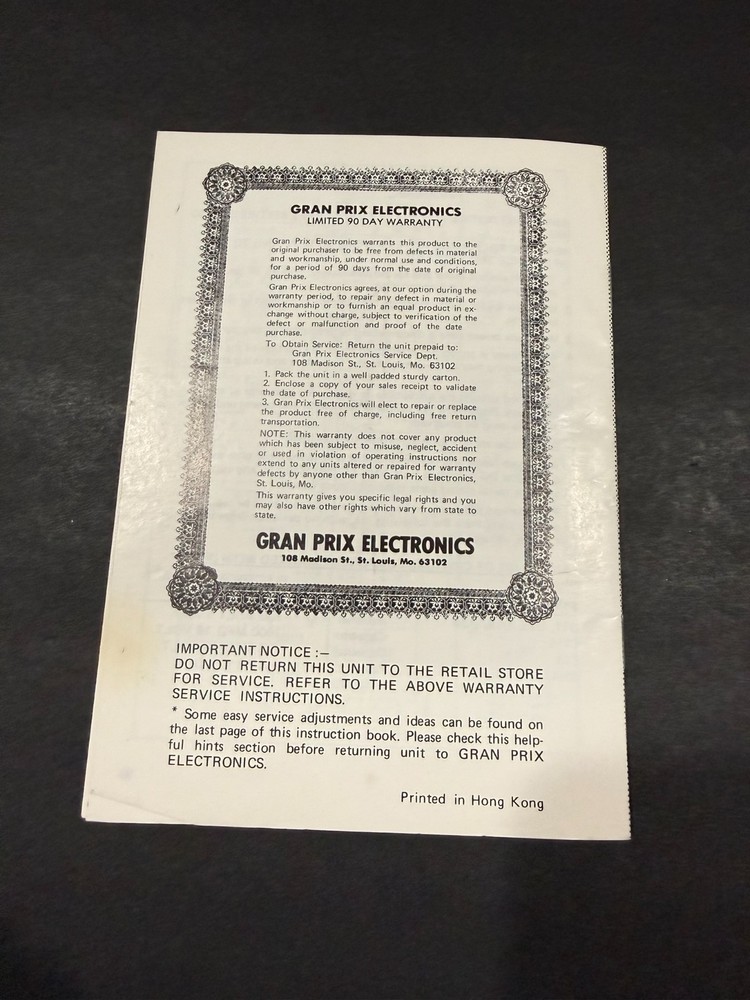 GRAN PRIX ELECTRONICS
LIMITED 90 DAY WARRANTY
Gran Prix Electronics warrants this product to the
original purchaser to be free from defects in material
and workmanship, under normal use and conditions,
for a period of 90 days from the date of original
purchase.
Gran Prix Electronics agrees, at our option during the
warranty period, to repair any defect in material or
workmanship or to furnish an equal product in ex-
change without charge, subject to verification of the
defect or malfunction and proof of the date
purchase.
To Obtain Service: Return the unit prepaid to:
Gran Prix Electronics Service Dept.
108 Madison St., St. Louis, Mo. 63102
1. Pack the unit in a well padded sturdy carton.
2. Enclose a copy of your sales receipt to validate
the date of purchase.
3. Gran Prix Electronics will elect to repair or replace
the product free of charge, including free return
transportation.
NOTE: This warranty does not cover any product
which has been subject to misuse, neglect, accident
or used in violation of operating instructions nor
extend to any units altered or repaired for warranty
defects by anyone other than Gran Prix Electronics,
St. Louis, Mo.
This warranty gives you specific legal rights and you
may also have other rights which vary from state to
state.
GRAN PRIX ELECTRONICS
108 Madison St., St. Louis, Mo. 63102
IMPORTANT NOTICE :—
DO NOT RETURN THIS UNIT TO THE RETAIL STORE
FOR SERVICE. REFER TO THE ABOVE WARRANTY
SERVICE INSTRUCTIONS.
* Some easy service adjustments and ideas can be found on
the last page of this instruction book. Please check this help-
ful hints section before returning unit to GRAN PRIX
ELECTRONICS.
Printed in Hong Kong